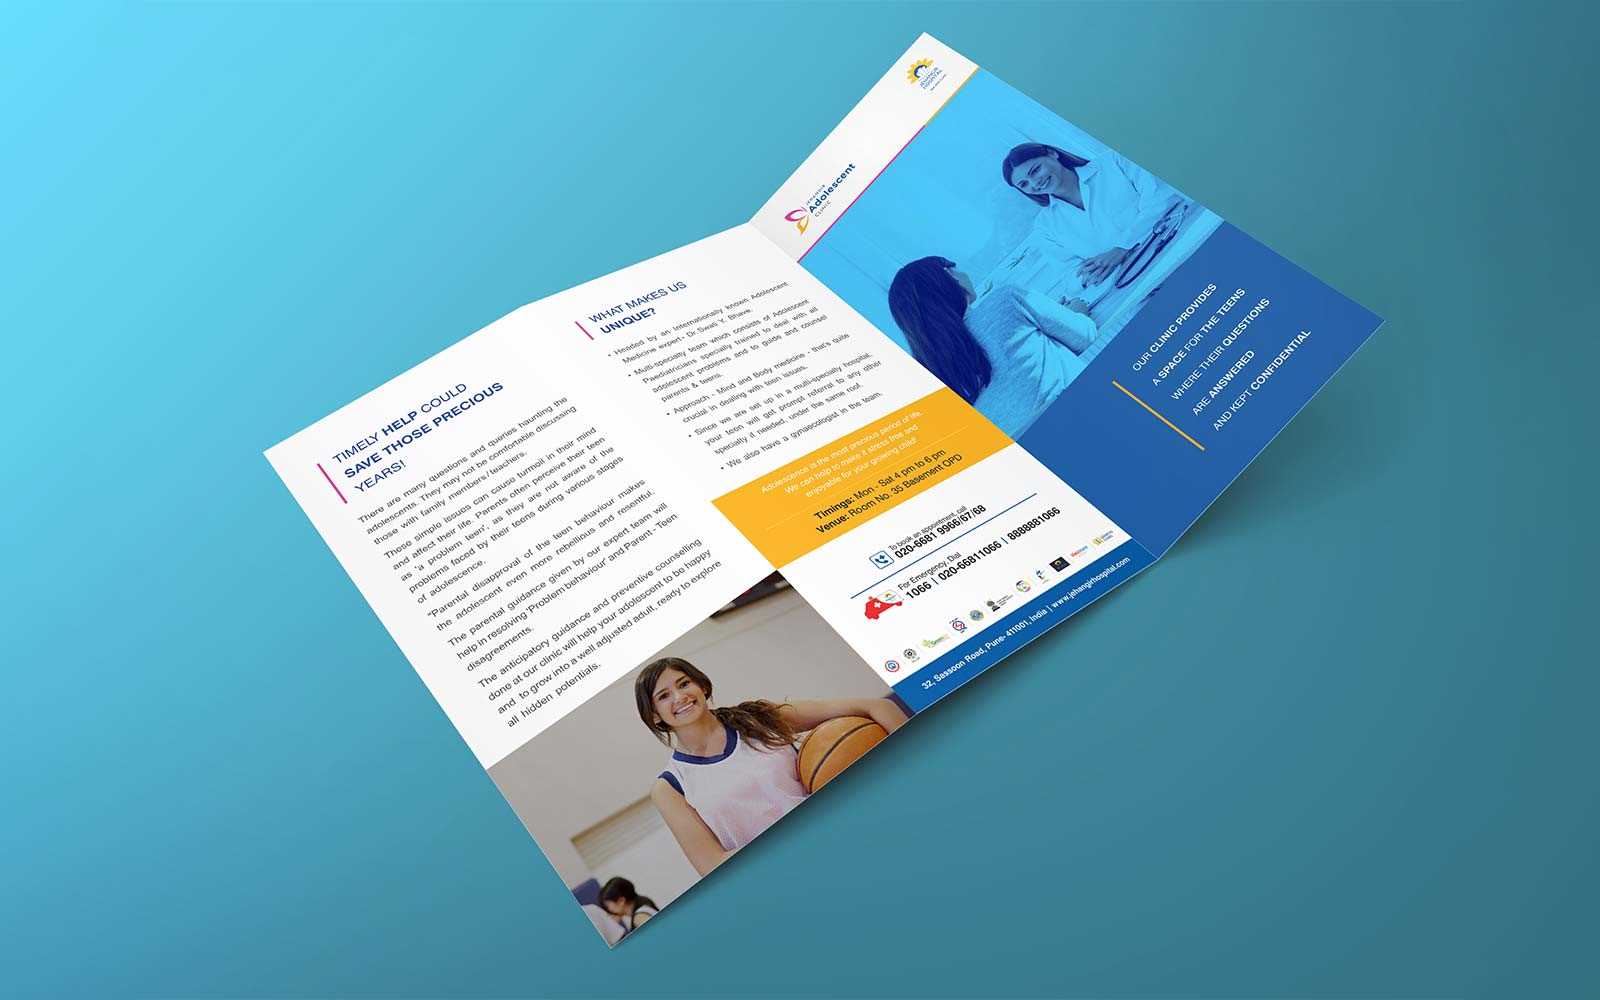 TIMELY HELP COULD
SAVE THOSE PRECIOUS
YEARS!
There are many questions and queries haunting the
adolescents. They may not be comfortable discussing
those with family members / teachers.
These simple issues can cause turmoil in their mind
and affect their life. Parents often perceive their teen
as 'a problem teen', as they are not aware of the
problems faced by their teens during various stages
of adolescence.
"Parental disapproval of the teen behaviour makes
the adolescent even more rebellious and resentful.
The parental guidance given by our expert team will
help in resolving 'Problem behaviour' and Parent - Teen
disagreements.
The anticipatory guidance and preventive counselling
done at our clinic will help your adolescent to be happy
and to grow into a well adjusted adult, ready to explore
all hidden potentials.
WHAT MAKES US
UNIQUE?
• Headed by an Internationally known Adolescent
Medicine expert - Dr. Swati Y. Bhave.
• Multi-specialty team which consists of Adolescent
Paediatricians specially trained to deal with all
adolescent problems and to guide and counsel
parents & teens.
• Approach - Mind and Body medicine - that's quite
crucial in dealing with teen issues.
• Since we are set up in a multi-specialty hospital,
your teen will get prompt referral to any other
specialty if needed, under the same roof.
• We also have a gynaecologist in the team.
Adolescence is the most precious period of life.
We can help to make it stress free and
enjoyable for your growing child!
Timings: Mon - Sat 4 pm to 6 pm
Venue: Room No. 35 Basement OPD
To book an appointment, call
020-6681 9966/67/68
For Emergency, Dial
1066 | 020-66811066 | 8888881066
32, Sassoon Road, Pune- 411001, India | www.jehangirhospital.com
JEHANGIR
HOSPITAL
JEHANGIR
Adolescent
CLINIC
OUR CLINIC PROVIDES
A SPACE FOR THE TEENS
WHERE THEIR QUESTIONS
ARE ANSWERED
AND KEPT CONFIDENTIAL